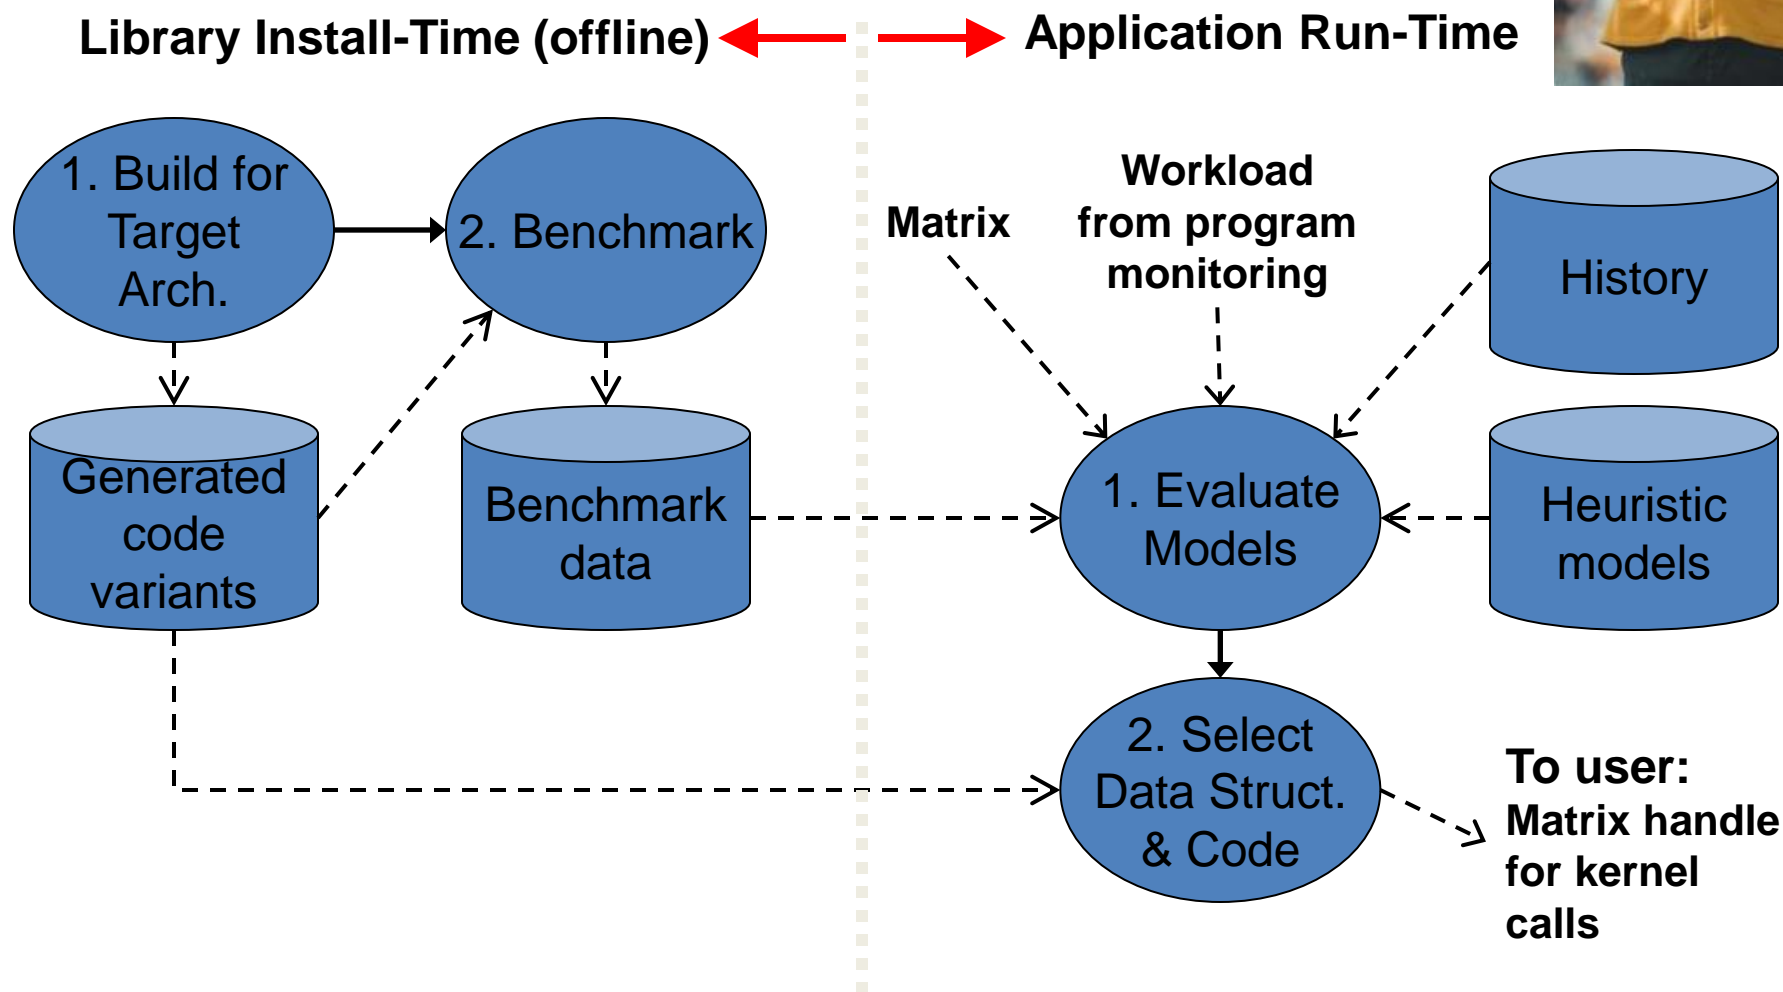 Library Install-Time (offline)
Application Run-Time
1. Build for
Target
Arch.
2. Benchmark
Matrix
Workload
from program
monitoring
History
Generated
code
variants
Benchmark
data
1. Evaluate
Models
Heuristic
models
2. Select
Data Struct.
& Code
To user:
Matrix handle
for kernel
calls